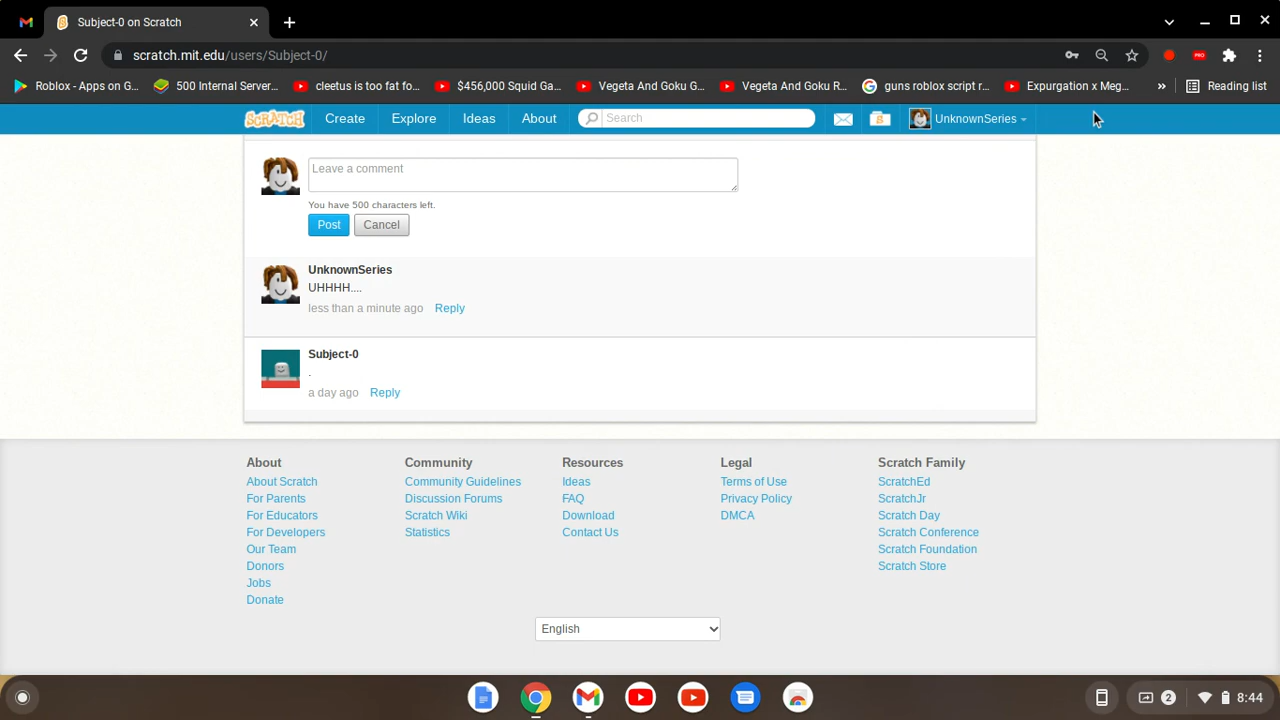 Subject-0 on Scratch
scratch.mit.edu/users/Subject-0/
PRO
Roblox - Apps on G... 500 Internal Server... cleetus is too fat fo... $456,000 Squid Ga... Vegeta And Goku G... Vegeta And Goku R... guns roblox script r... Expurgation x Meg... » Reading list
SCRATCH Create Explore Ideas About Search UnknownSeries
Leave a comment
You have 500 characters left.
Post Cancel
UnknownSeries
UHHHH....
less than a minute ago Reply
Subject-0
.
a day ago Reply
About Community Resources Legal Scratch Family
About Scratch Community Guidelines Ideas Terms of Use ScratchEd
For Parents Discussion Forums FAQ Privacy Policy ScratchJr
For Educators Scratch Wiki Download DMCA Scratch Day
For Developers Statistics Contact Us Scratch Conference
Our Team Scratch Foundation
Donors Scratch Store
Jobs
Donate
English
2 8:44